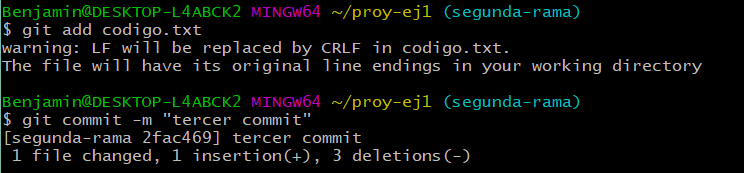 Benjamin@DESKTOP-L4ABCK2 MINGW64 ~/proy-ej1 (segunda-rama)
$ git add codigo.txt
warning: LF will be replaced by CRLF in codigo.txt.
The file will have its original line endings in your working directory
Benjamin@DESKTOP-L4ABCK2 MINGW64 ~/proy-ej1 (segunda-rama)
$ git commit -m "tercer commit"
[segunda-rama 2fac469] tercer commit
 1 file changed, 1 insertion(+), 3 deletions(-)